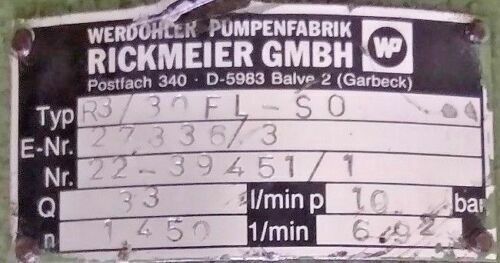 WERDOHLER PUMPENFABRIK
RICKMEIER GMBH WP
Postfach 340 · D-5983 Balve 2 (Garbeck)
Typ R3/30 FL-SO
E-Nr. 27336/3
Nr. 22-39451/1
Q 33 l/min p 10 bar
n 1450 1/min 6.92